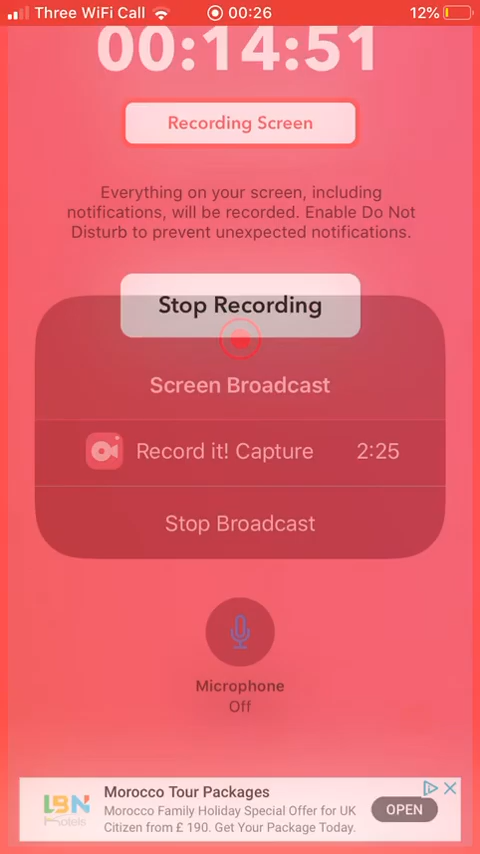 Three WiFi Call 00:26 12%
00:14:51
Recording Screen
Everything on your screen, including
notifications, will be recorded. Enable Do Not
Disturb to prevent unexpected notifications.
Stop Recording
Screen Broadcast
Record it! Capture 2:25
Stop Broadcast
Microphone
Off
LBN
Hotels
Morocco Tour Packages
Morocco Family Holiday Special Offer for UK
Citizen from £ 190. Get Your Package Today.
OPEN